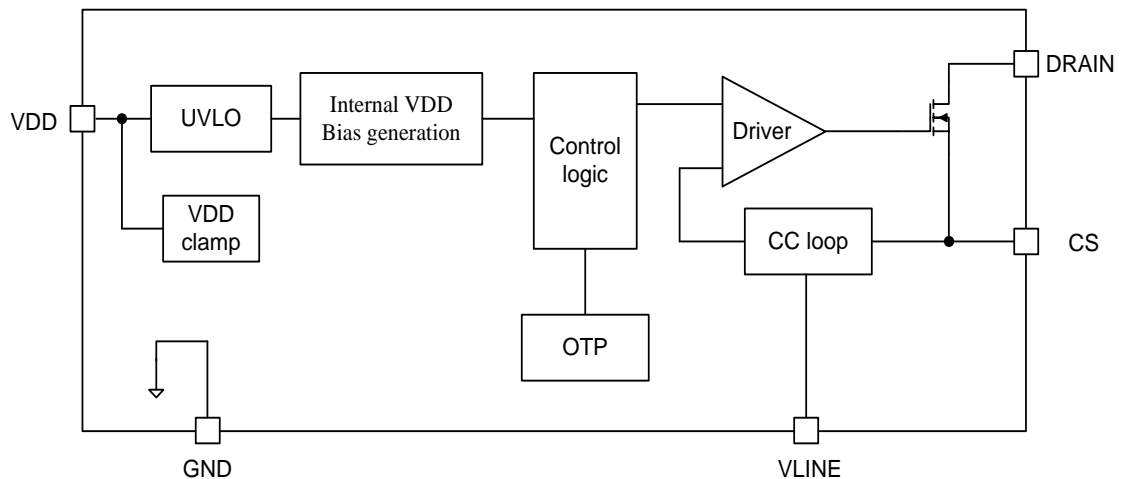 DRAIN
VDD
UVLO
Internal VDD
Bias generation
Control
logic
Driver
VDD
clamp
CC loop
CS
OTP
GND
VLINE